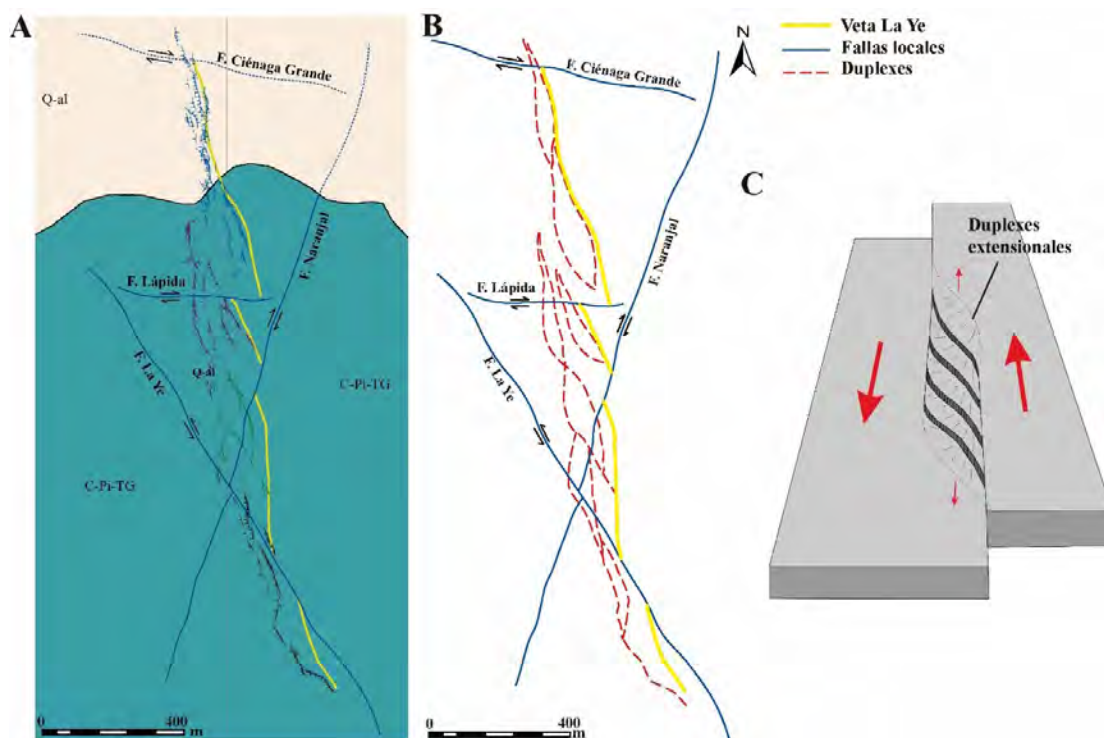 A
F. Ciénaga Grande
Q-al
F. Naranjal
F. Lápida
F. La Ye
Q-al
C-Pi-TG
C-Pi-TG
0
400
m
B
F. Ciénaga Grande
F. Naranjal
F. Lápida
F. La Ye
0
400
m
N
Veta La Ye
Fallas locales
Duplexes
C
Duplexes
extensionales